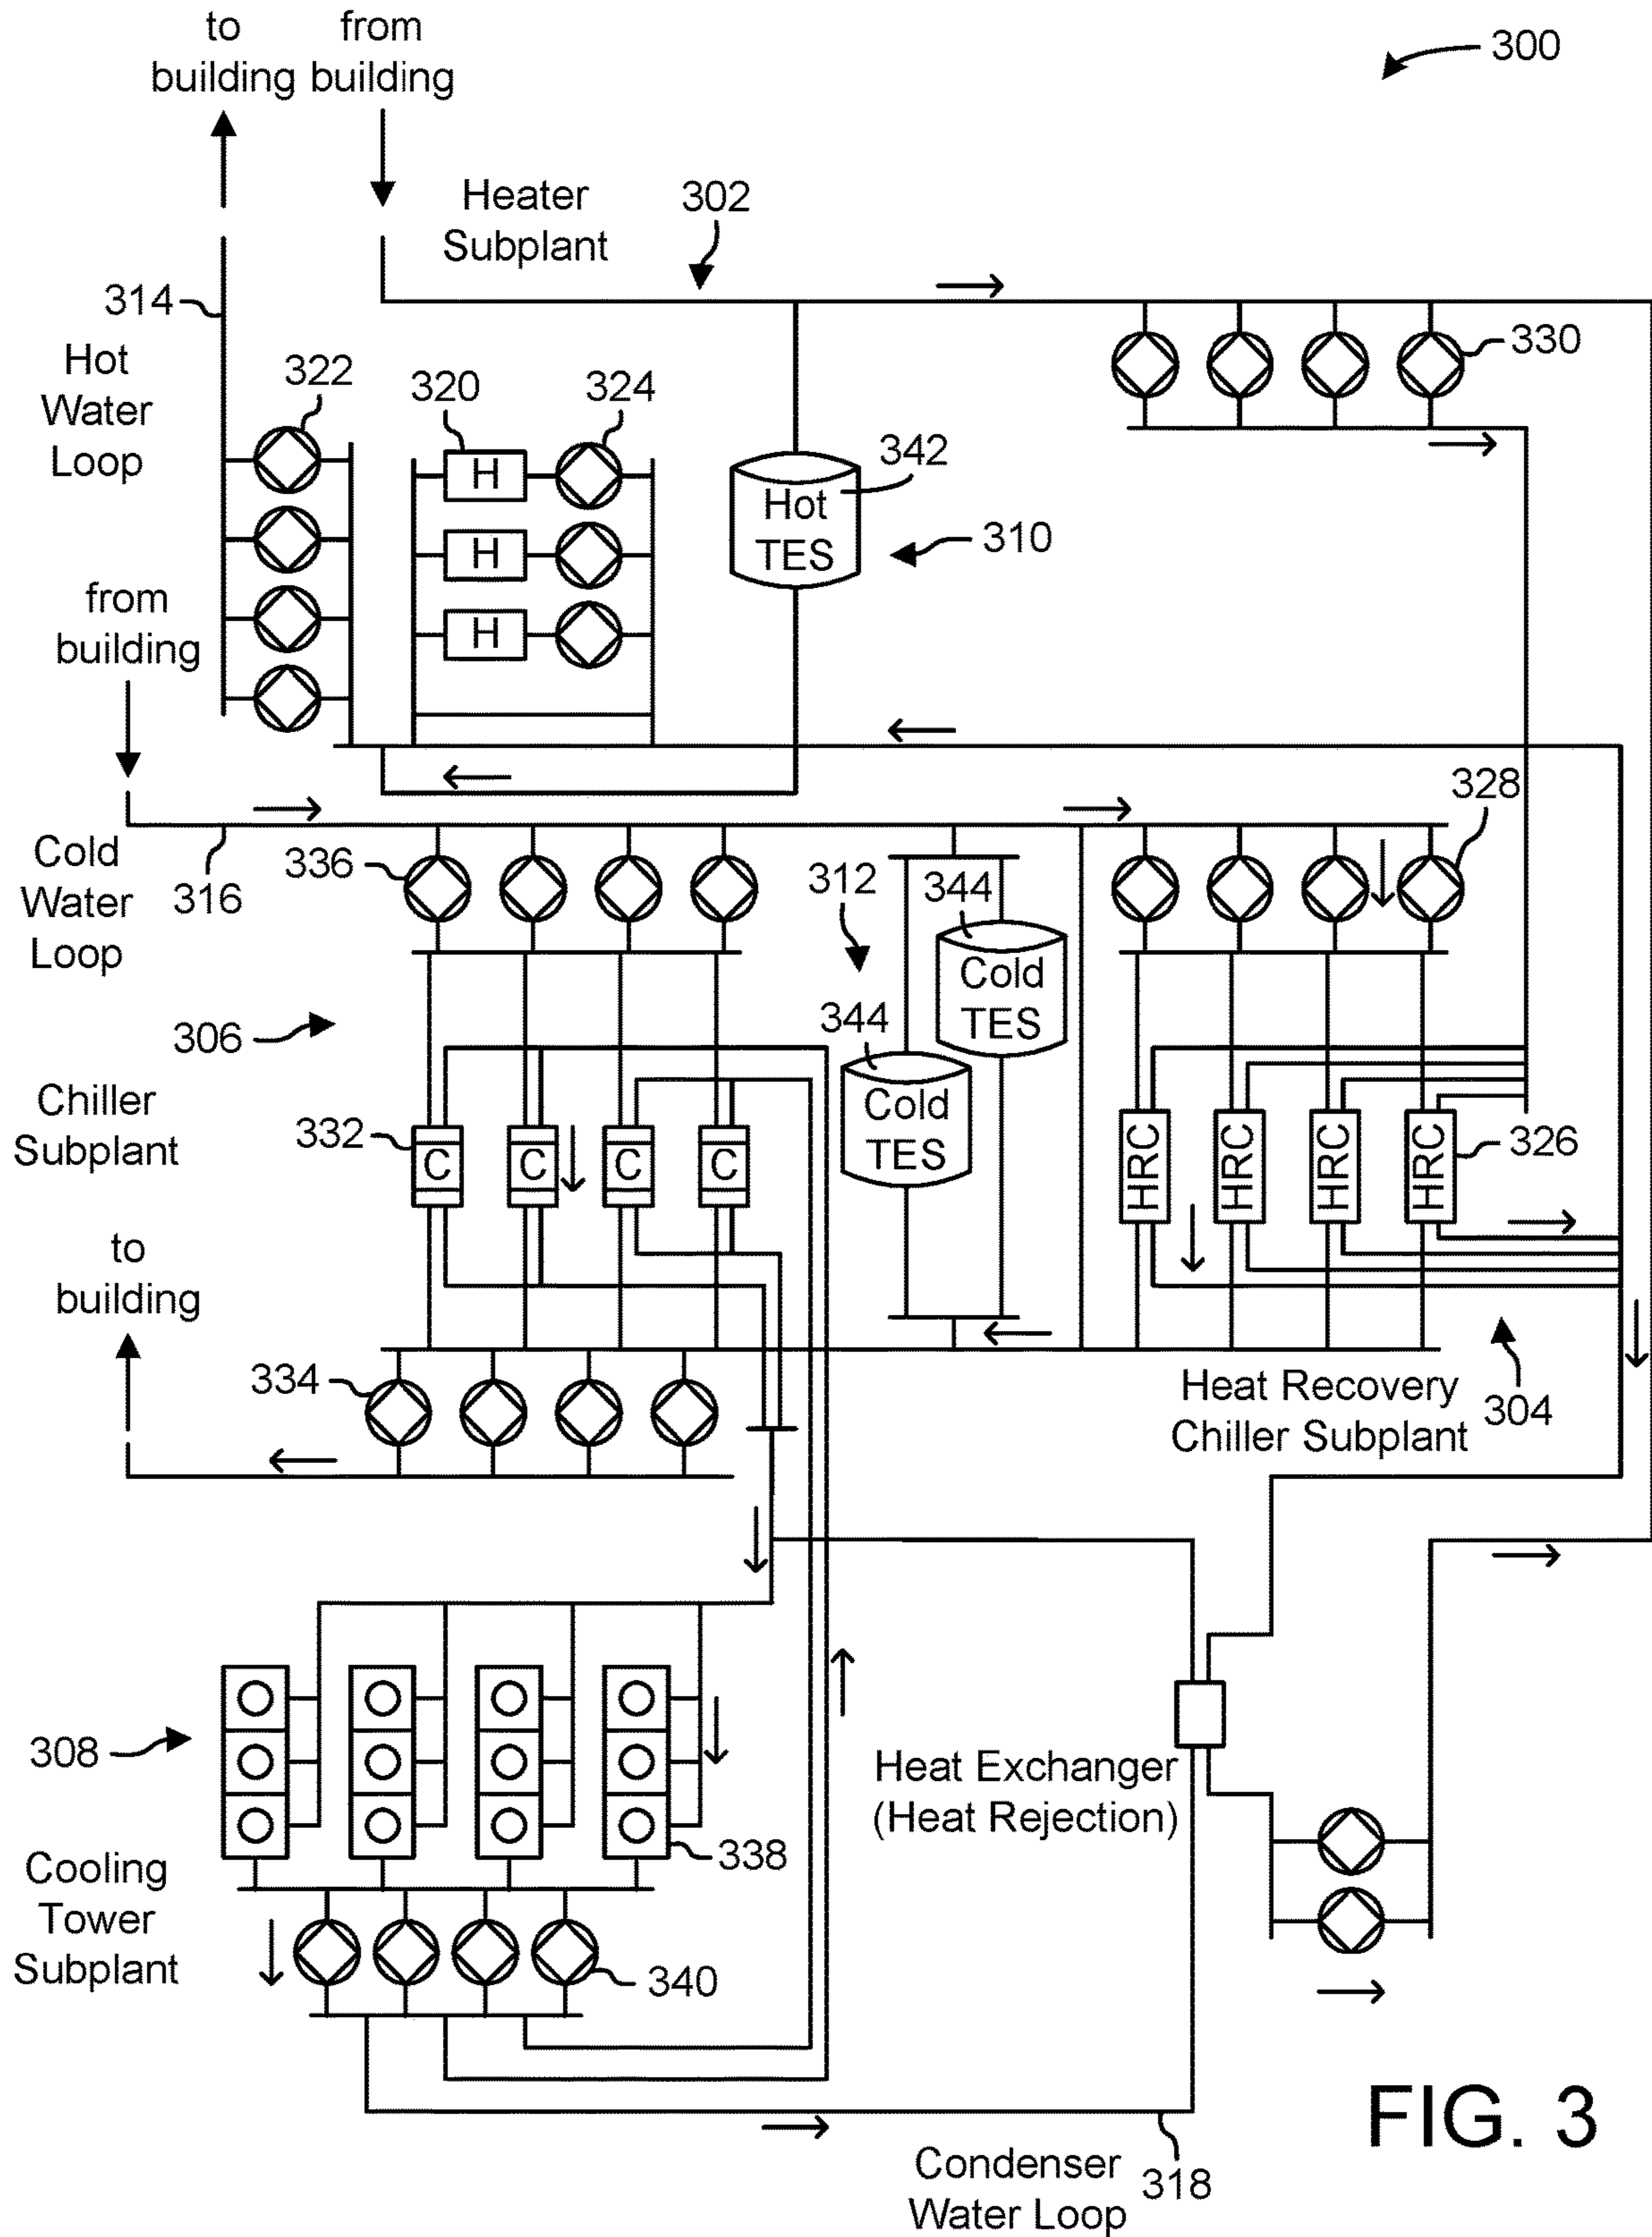 to
building
from
building
300
Heater
Subplant
302
314
Hot
Water
Loop
322
320
324
330
H
H
H
342
Hot
TES
310
from
building
328
Cold
Water
Loop
316
336
312
344
Cold
TES
344
Cold
TES
306
Chiller
Subplant
332
C
C
C
C
HRC
HRC
HRC
HRC
326
to
building
334
Heat Recovery
Chiller Subplant
304
308
Heat Exchanger
(Heat Rejection)
338
Cooling
Tower
Subplant
340
Condenser
Water Loop
318
FIG. 3